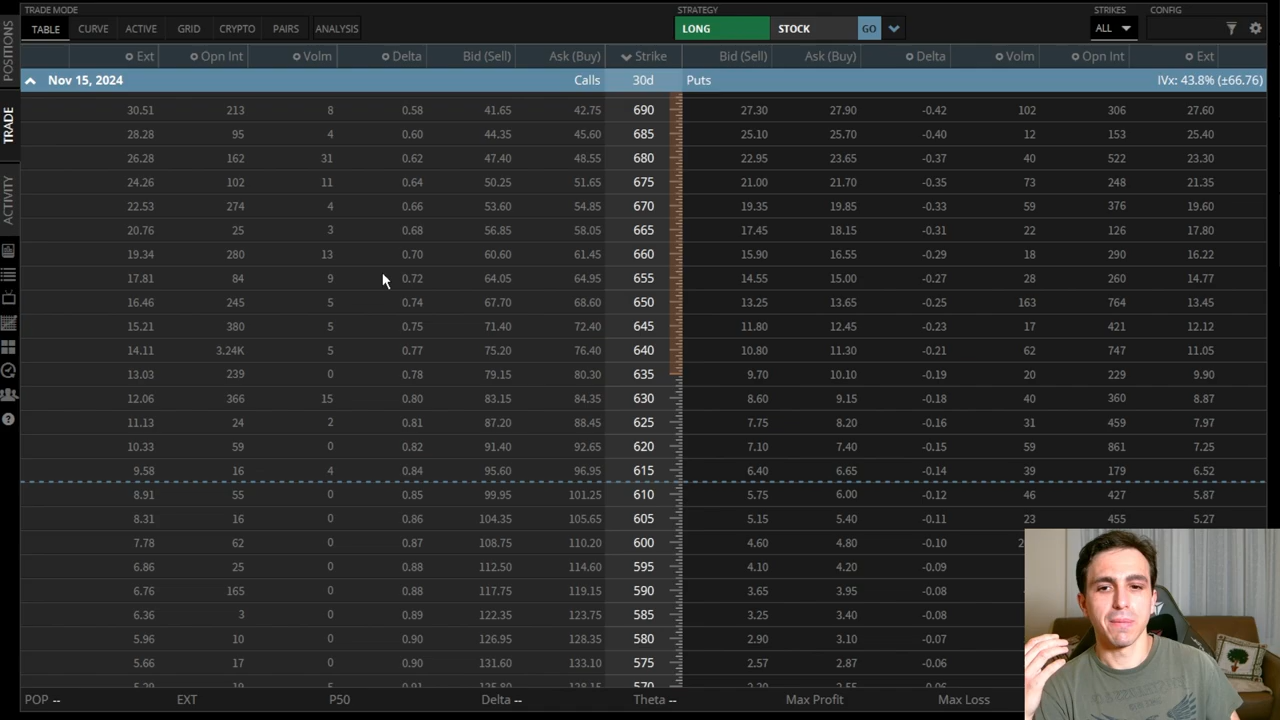 TRADE MODE STRATEGY STRIKES CONFIG
TABLE CURVE ACTIVE GRID CRYPTO PAIRS ANALYSIS LONG STOCK GO ALL
POSITIONS
TRADE
ACTIVITY
Ext Opn Int Volm Delta Bid (Sell) Ask (Buy) Strike Bid (Sell) Ask (Buy) Delta Volm Opn Int Ext
Nov 15, 2024 Calls 30d Puts IVx: 43.8% (±66.76)
30.51 213 8 0.58 41.65 42.75 690 27.30 27.90 -0.42 102 306 27.60
28.28 95 4 0.60 44.35 45.60 685 25.10 25.70 -0.40 12 153 25.40
26.28 162 31 0.62 47.40 48.55 680 22.95 23.65 -0.37 40 522 23.30
24.26 102 11 0.64 50.25 51.65 675 21.00 21.70 -0.35 73 248 21.35
22.53 274 4 0.66 53.60 54.85 670 19.35 19.85 -0.33 59 376 19.60
20.76 25 3 0.68 56.85 58.05 665 17.45 18.15 -0.31 22 126 17.80
19.34 280 13 0.70 60.60 61.45 660 15.90 16.55 -0.29 18 290 16.22
17.81 84 9 0.72 64.05 64.95 655 14.55 15.00 -0.27 28 260 14.77
16.46 245 5 0.74 67.70 68.60 650 13.25 13.65 -0.25 163 764 13.45
15.21 380 5 0.75 71.40 72.40 645 11.80 12.45 -0.23 17 421 12.12
14.11 3.24K 5 0.77 75.20 76.40 640 10.80 11.30 -0.21 62 747 11.05
13.03 239 0 0.78 79.15 80.30 635 9.70 10.10 -0.19 20 229 9.90
12.06 366 15 0.80 83.15 84.35 630 8.60 9.15 -0.18 40 360 8.87
11.13 24 2 0.81 87.20 88.45 625 7.75 8.20 -0.16 31 459 7.97
10.33 59 0 0.82 91.40 92.65 620 7.10 7.40 -0.15 59 861 7.25
9.58 16 4 0.84 95.60 96.95 615 6.40 6.65 -0.14 39 179 6.52
8.91 55 0 0.85 99.95 101.25 610 5.75 6.00 -0.12 46 427 5.87
8.31 16 0 0.86 104.35 105.65 605 5.15 5.40 -0.11 23 455 5.27
7.78 62 0 0.87 108.75 110.20 600 4.60 4.80 -0.10
6.86 25 0 0.88 112.50 114.60 595 4.10 4.20 -0.09
6.76 165 0 0.88 117.75 119.15 590 3.65 3.95 -0.08
6.36 3 0 0.89 122.35 123.75 585 3.25 3.40 -0.08
5.96 10 0 0.90 126.95 128.35 580 2.90 3.10 -0.07
5.66 17 0 0.90 131.60 133.10 575 2.57 2.87 -0.06
POP -- EXT P50 Delta -- Theta -- Max Profit Max Loss